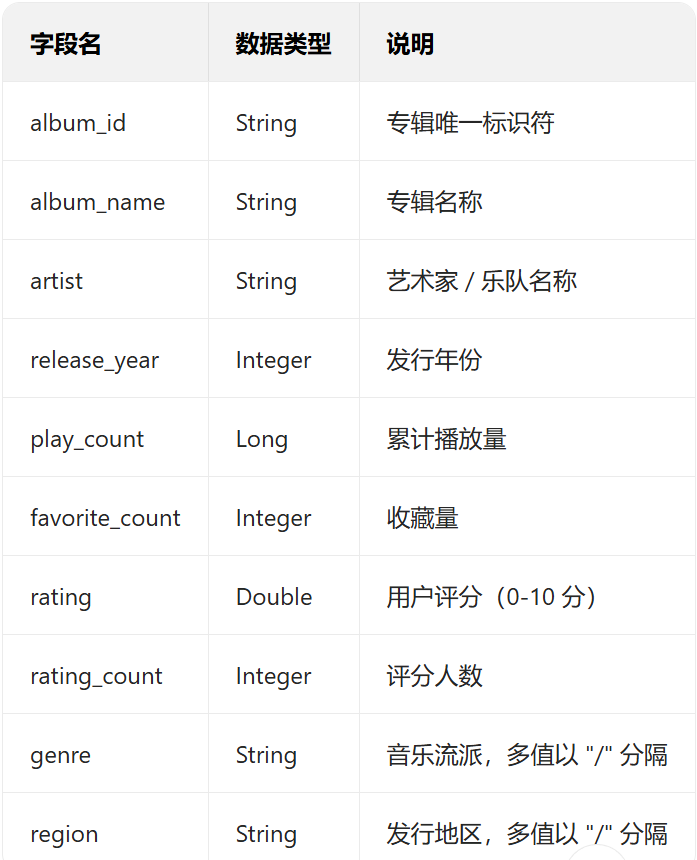 字段名 数据类型 说明
album_id String 专辑唯一标识符
album_name String 专辑名称
artist String 艺术家 / 乐队名称
release_year Integer 发行年份
play_count Long 累计播放量
favorite_count Integer 收藏量
rating Double 用户评分（0-10 分）
rating_count Integer 评分人数
genre String 音乐流派，多值以 "/" 分隔
region String 发行地区，多值以 "/" 分隔